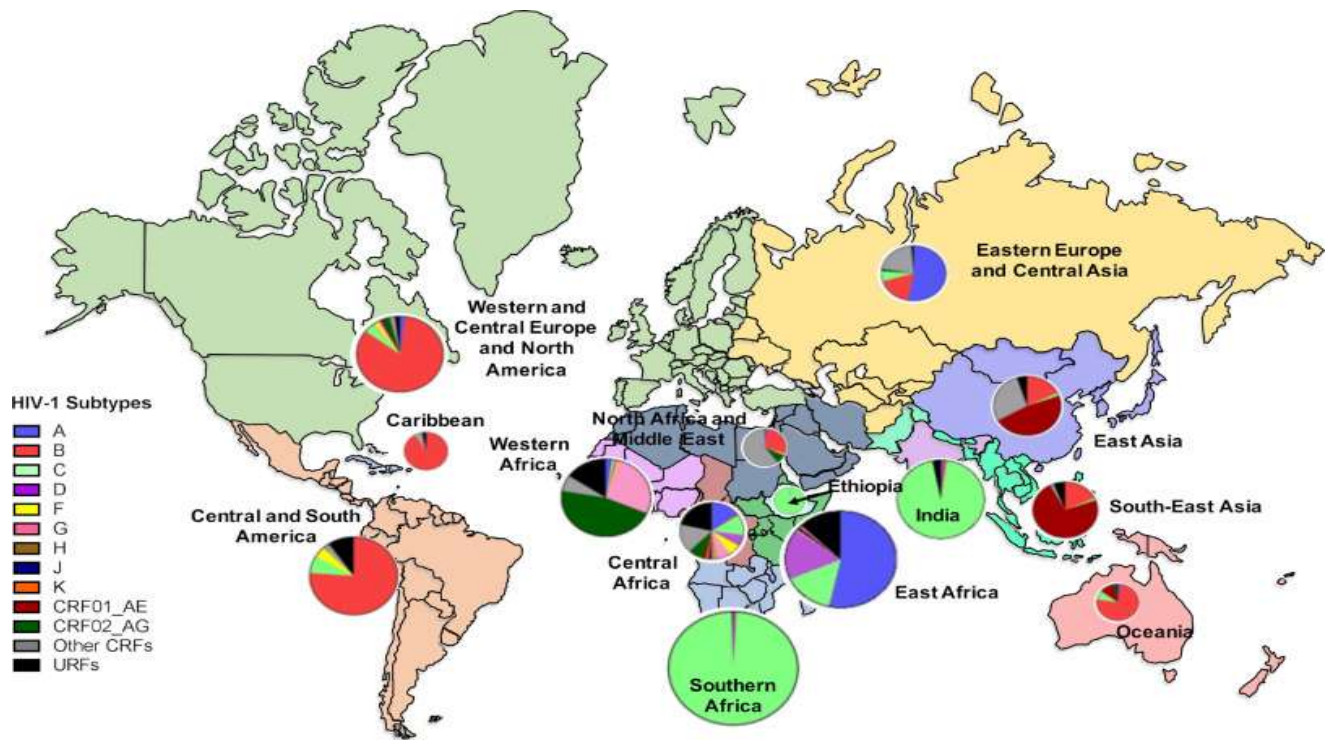 Eastern Europe
and Central Asia
Western and
Central Europe
and North
America
HIV-1 Subtypes
A
B
C
D
F
G
H
J
K
CRF01_AE
CRF02_AG
Other CRFs
URFs
Caribbean
Western
Africa
North Africa and
Middle East
East Asia
Ethiopia
India
South-East Asia
Central and South
America
Central
Africa
East Africa
Oceania
Southern
Africa